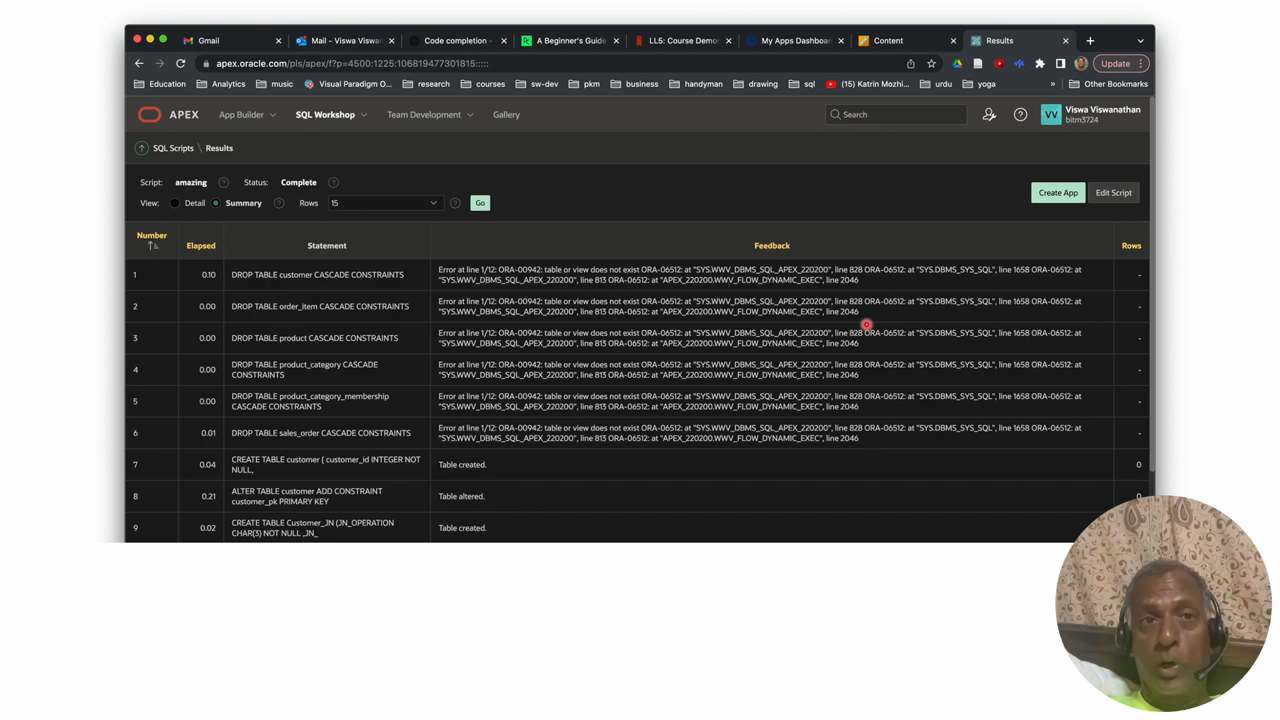 Gmail
Mail - Viswa Viswan
Code completion -
A Beginner's Guide
LL5: Course Demor
My Apps Dashboar
Content
Results
apex.oracle.com/pls/apex/f?p=4500:1225:106819477301815:::::
Update
Education
Analytics
music
Visual Paradigm O...
research
courses
sw-dev
pkm
business
handyman
drawing
sql
(15) Katrin Mozhi...
urdu
yoga
»
Other Bookmarks
APEX
App Builder
SQL Workshop
Team Development
Gallery
Search
VV
Viswa Viswanathan
bitm3724
SQL Scripts \ Results
Script: amazing Status: Complete
View: Detail Summary Rows 15 Go
Create App
Edit Script
Number Elapsed Statement Feedback Rows
1 0.10 DROP TABLE customer CASCADE CONSTRAINTS
Error at line 1/12: ORA-00942: table or view does not exist ORA-06512: at "SYS.WWV_DBMS_SQL_APEX_220200", line 828 ORA-06512: at "SYS.DBMS_SYS_SQL", line 1658 ORA-06512: at
"SYS.WWV_DBMS_SQL_APEX_220200", line 813 ORA-06512: at "APEX_220200.WWV_FLOW_DYNAMIC_EXEC", line 2046
-
2 0.00 DROP TABLE order_item CASCADE CONSTRAINTS
Error at line 1/12: ORA-00942: table or view does not exist ORA-06512: at "SYS.WWV_DBMS_SQL_APEX_220200", line 828 ORA-06512: at "SYS.DBMS_SYS_SQL", line 1658 ORA-06512: at
"SYS.WWV_DBMS_SQL_APEX_220200", line 813 ORA-06512: at "APEX_220200.WWV_FLOW_DYNAMIC_EXEC", line 2046
-
3 0.00 DROP TABLE product CASCADE CONSTRAINTS
Error at line 1/12: ORA-00942: table or view does not exist ORA-06512: at "SYS.WWV_DBMS_SQL_APEX_220200", line 828 ORA-06512: at "SYS.DBMS_SYS_SQL", line 1658 ORA-06512: at
"SYS.WWV_DBMS_SQL_APEX_220200", line 813 ORA-06512: at "APEX_220200.WWV_FLOW_DYNAMIC_EXEC", line 2046
-
4 0.00 DROP TABLE product_category CASCADE
CONSTRAINTS
Error at line 1/12: ORA-00942: table or view does not exist ORA-06512: at "SYS.WWV_DBMS_SQL_APEX_220200", line 828 ORA-06512: at "SYS.DBMS_SYS_SQL", line 1658 ORA-06512: at
"SYS.WWV_DBMS_SQL_APEX_220200", line 813 ORA-06512: at "APEX_220200.WWV_FLOW_DYNAMIC_EXEC", line 2046
-
5 0.00 DROP TABLE product_category_membership
CASCADE CONSTRAINTS
Error at line 1/12: ORA-00942: table or view does not exist ORA-06512: at "SYS.WWV_DBMS_SQL_APEX_220200", line 828 ORA-06512: at "SYS.DBMS_SYS_SQL", line 1658 ORA-06512: at
"SYS.WWV_DBMS_SQL_APEX_220200", line 813 ORA-06512: at "APEX_220200.WWV_FLOW_DYNAMIC_EXEC", line 2046
-
6 0.01 DROP TABLE sales_order CASCADE CONSTRAINTS
Error at line 1/12: ORA-00942: table or view does not exist ORA-06512: at "SYS.WWV_DBMS_SQL_APEX_220200", line 828 ORA-06512: at "SYS.DBMS_SYS_SQL", line 1658 ORA-06512: at
"SYS.WWV_DBMS_SQL_APEX_220200", line 813 ORA-06512: at "APEX_220200.WWV_FLOW_DYNAMIC_EXEC", line 2046
-
7 0.04 CREATE TABLE customer ( customer_id INTEGER NOT
NULL,
Table created.
0
8 0.21 ALTER TABLE customer ADD CONSTRAINT
customer_pk PRIMARY KEY
Table altered.
0
9 0.02 CREATE TABLE Customer_JN (JN_OPERATION
CHAR(3) NOT NULL ,JN_
Table created.